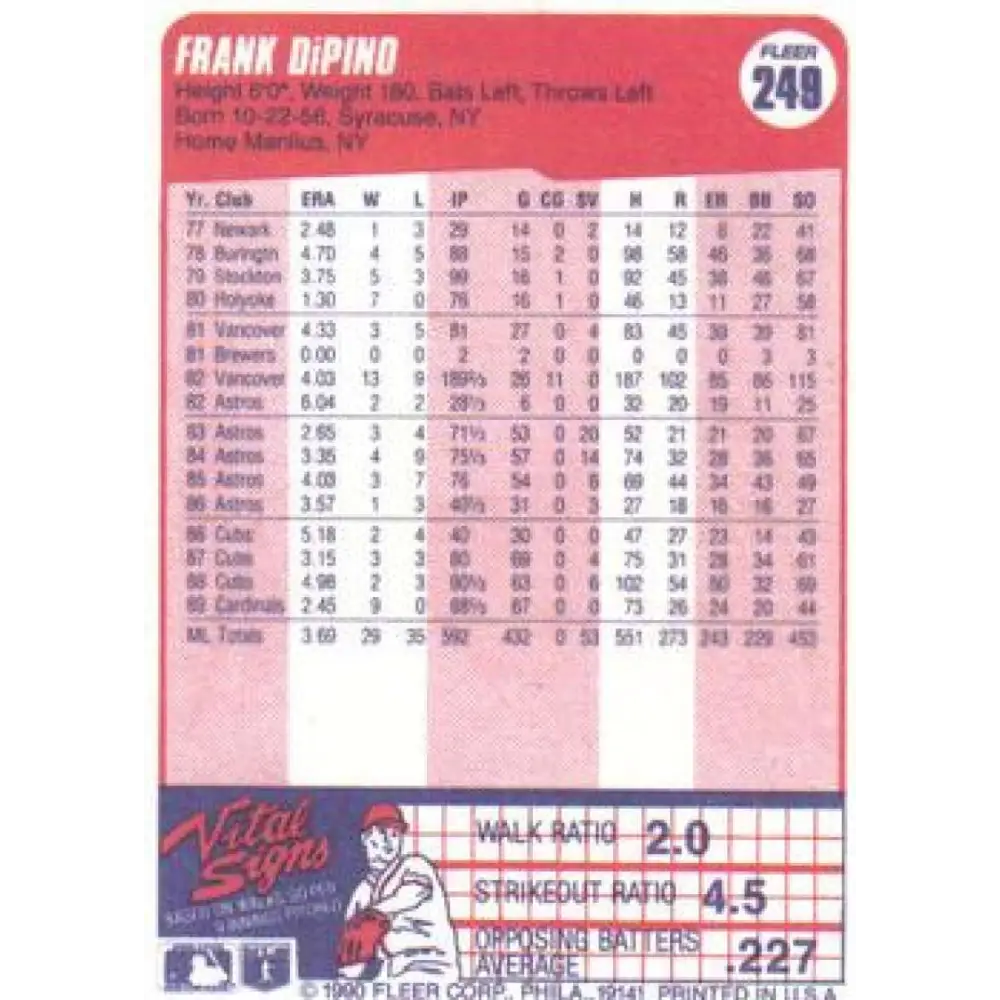 FRANK DiPINO
FLEER
249
Height 6'0", Weight 180, Bats Left, Throws Left
Born 10-22-56, Syracuse, NY
Home Manlius, NY
Yr. Club ERA W L IP G CG SV H R ER BB SO
77 Newark 2.48 1 3 29 14 0 2 14 12 8 22 41
78 Burlngtn 4.70 4 5 88 15 2 0 98 58 46 36 68
79 Stockton 3.75 5 3 99 16 1 0 92 45 38 46 67
80 Holyoke 1.30 7 0 76 16 1 0 46 13 11 27 58
81 Vancover 4.33 3 5 81 27 0 4 83 45 39 39 81
81 Brewers 0.00 0 0 2 2 0 0 0 0 0 3 3
82 Vancover 4.03 13 9 189⅔ 26 11 0 187 102 85 86 115
82 Astros 6.04 2 2 28⅓ 6 0 0 32 20 19 11 25
83 Astros 2.65 3 4 71⅓ 53 0 20 52 21 21 20 67
84 Astros 3.35 4 9 75⅓ 57 0 14 74 32 28 36 65
85 Astros 4.03 3 7 76 54 0 6 69 44 34 43 49
86 Astros 3.57 1 3 40⅓ 31 0 3 27 18 16 16 27
86 Cubs 5.18 2 4 40 30 0 0 47 27 23 14 43
87 Cubs 3.15 3 3 80 69 0 4 75 31 28 34 61
88 Cubs 4.98 2 3 90⅓ 63 0 6 102 54 50 32 69
89 Cardinals 2.45 9 0 88⅓ 67 0 0 73 26 24 20 44
ML Totals 3.69 29 35 592 432 0 53 551 273 243 229 453
Vital
Signs
BASED ON WALKS, SO PER
9 INNINGS PITCHED
WALK RATIO 2.0
STRIKEOUT RATIO 4.5
OPPOSING BATTERS
AVERAGE .227
© 1990 FLEER CORP., PHILA., 19141 PRINTED IN U.S.A.